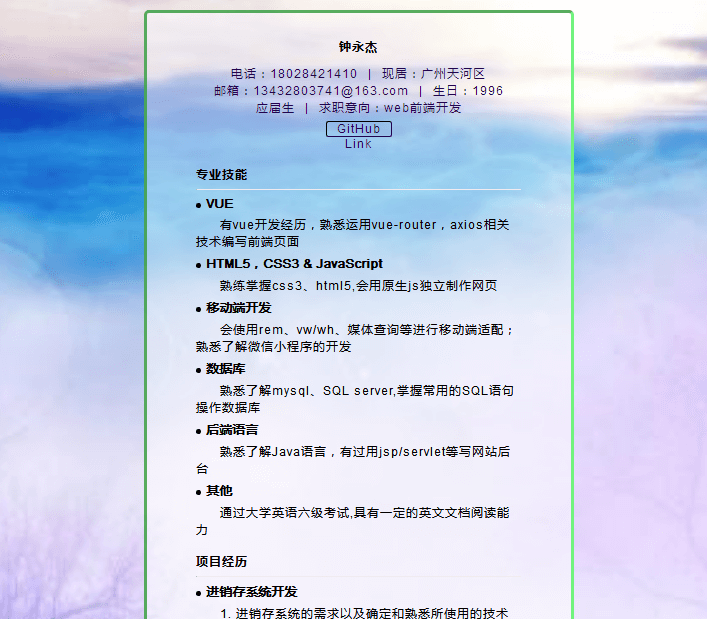 钟永杰
电话：18028421410 | 现居：广州天河区
邮箱：13432803741@163.com | 生日：1996
应届生 | 求职意向：web前端开发
GitHub
Link
专业技能
● VUE
有vue开发经历，熟悉运用vue-router，axios相关
技术编写前端页面
● HTML5，CSS3 & JavaScript
熟练掌握css3、html5,会用原生js独立制作网页
● 移动端开发
会使用rem、vw/wh、媒体查询等进行移动端适配；
熟悉了解微信小程序的开发
● 数据库
熟悉了解mysql、SQL server,掌握常用的SQL语句
操作数据库
● 后端语言
熟悉了解Java语言，有过用jsp/servlet等写网站后
台
● 其他
通过大学英语六级考试,具有一定的英文文档阅读能
力
项目经历
● 进销存系统开发
1. 进销存系统的需求以及确定和熟悉所使用的技术